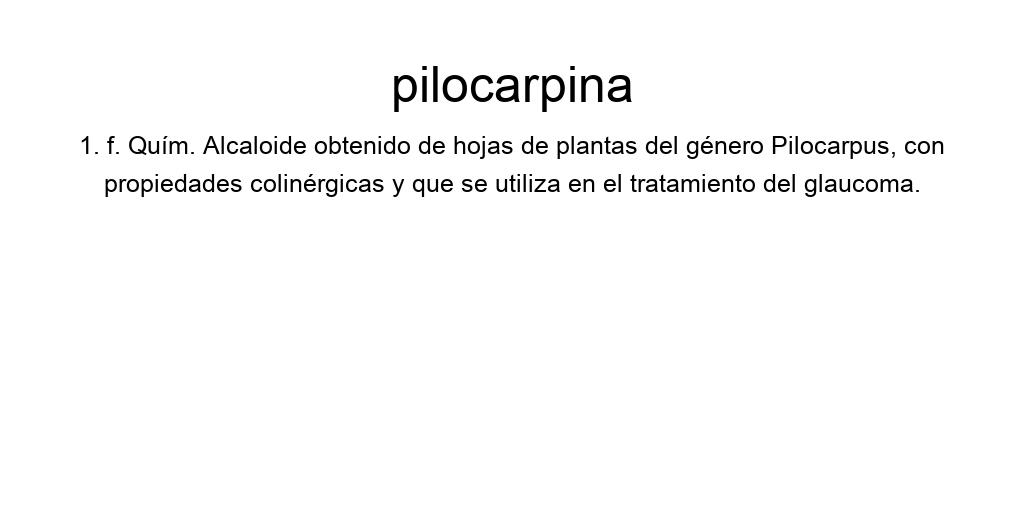 pilocarpina
1. f. Quím. Alcaloide obtenido de hojas de plantas del género Pilocarpus, con
propiedades colinérgicas y que se utiliza en el tratamiento del glaucoma.